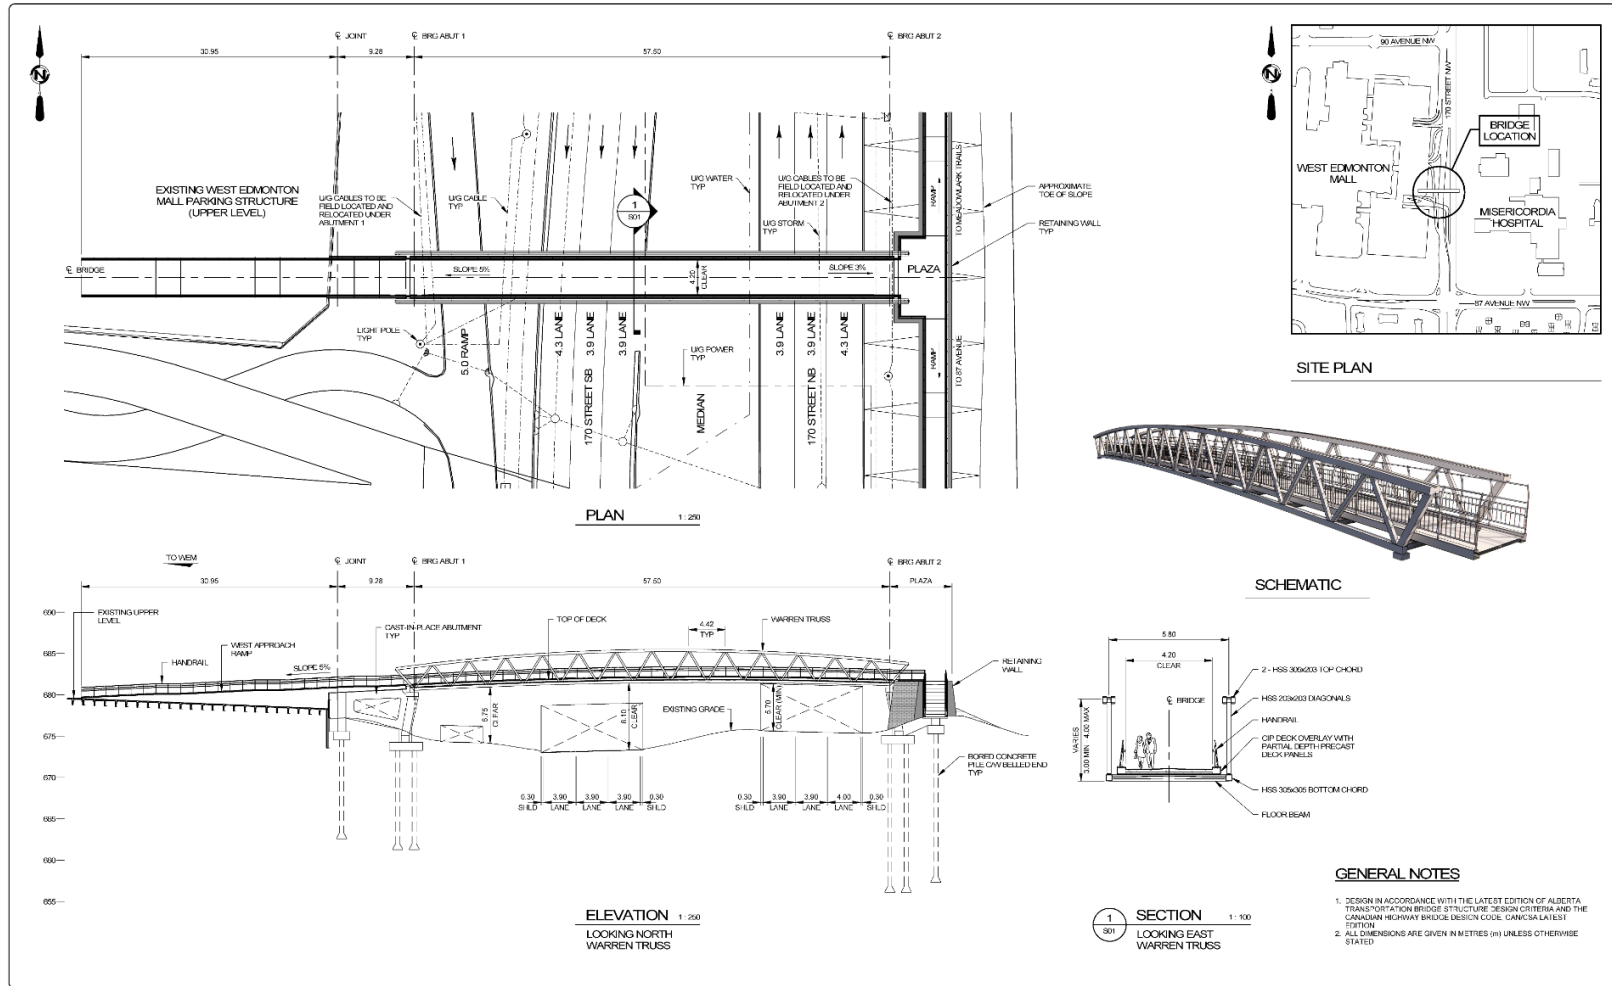 ℄ JOINT
℄ BRG ABUT 1
℄ BRG ABUT 2
30.95
9.28
57.60
N
EXISTING WEST EDMONTON
MALL PARKING STRUCTURE
(UPPER LEVEL)
U/G CABLES TO BE
FIELD LOCATED AND
RELOCATED UNDER
ABUTMENT 1
U/G CABLE
TYP
1
S01
U/G WATER
TYP
U/G CABLES TO BE
FIELD LOCATED AND
RELOCATED UNDER
ABUTMENT 2
U/G STORM
TYP
RAMP
TO MEADOWLARK TRAILS
APPROXIMATE
TOE OF SLOPE
RETAINING WALL
TYP
℄ BRIDGE
SLOPE 5%
4.20
CLEAR
SLOPE 3%
PLAZA
LIGHT POLE
TYP
5.0 RAMP
4.3 LANE
3.9 LANE
3.9 LANE
170 STREET SB
U/G POWER
TYP
MEDIAN
3.9 LANE
3.9 LANE
4.3 LANE
170 STREET NB
RAMP
TO 87 AVENUE
PLAN
1 : 250
N
90 AVENUE NW
170 STREET NW
BRIDGE
LOCATION
WEST EDMONTON
MALL
MISERICORDIA
HOSPITAL
87 AVENUE NW
SITE PLAN
SCHEMATIC
TO WEM
℄ JOINT
℄ BRG ABUT 1
℄ BRG ABUT 2
30.95
9.28
57.60
PLAZA
690
685
680
675
670
665
660
655
EXISTING UPPER
LEVEL
HANDRAIL
WEST APPROACH
RAMP
SLOPE 5%
CAST-IN-PLACE ABUTMENT
TYP
TOP OF DECK
4.42
TYP
WARREN TRUSS
RETAINING
WALL
5.75
CLEAR
6.10
CLEAR
EXISTING GRADE
5.70
CLEAR (MIN)
BORED CONCRETE
PILE C/W BELLED END
TYP
0.30
SHLD
3.90
LANE
3.90
LANE
3.90
LANE
0.30
SHLD
0.30
SHLD
3.90
LANE
3.90
LANE
4.00
LANE
0.30
SHLD
ELEVATION
1 : 250
LOOKING NORTH
WARREN TRUSS
5.80
4.20
CLEAR
℄ BRIDGE
VARIES
3.00 MIN 4.00 MAX
2 - HSS 305x203 TOP CHORD
HSS 203x203 DIAGONALS
HANDRAIL
CIP DECK OVERLAY WITH
PARTIAL DEPTH PRECAST
DECK PANELS
HSS 305x305 BOTTOM CHORD
FLOOR BEAM
1
S01
SECTION
1 : 100
LOOKING EAST
WARREN TRUSS
GENERAL NOTES
1. DESIGN IN ACCORDANCE WITH THE LATEST EDITION OF ALBERTA
TRANSPORTATION BRIDGE STRUCTURE DESIGN CRITERIA AND THE
CANADIAN HIGHWAY BRIDGE DESIGN CODE, CAN/CSA LATEST
EDITION
2. ALL DIMENSIONS ARE GIVEN IN METRES (m) UNLESS OTHERWISE
STATED